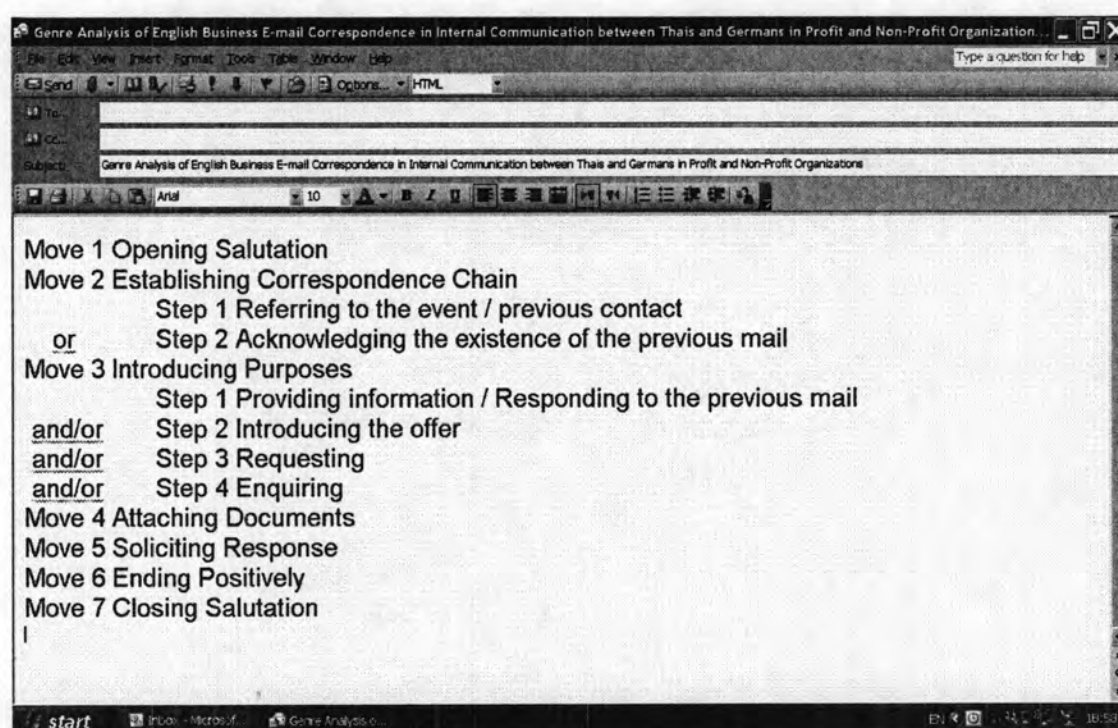 Genre Analysis of English Business E-mail Correspondence in Internal Communication between Thais and Germans in Profit and Non-Profit Organization...
File Edit View Insert Format Tools Table Window Help Type a question for help
Send Options... HTML
To...
Cc...
Subject: Genre Analysis of English Business E-mail Correspondence in Internal Communication between Thais and Germans in Profit and Non-Profit Organizations
Arial 10 A B I U
Move 1 Opening Salutation
Move 2 Establishing Correspondence Chain
Step 1 Referring to the event / previous contact
or Step 2 Acknowledging the existence of the previous mail
Move 3 Introducing Purposes
Step 1 Providing information / Responding to the previous mail
and/or Step 2 Introducing the offer
and/or Step 3 Requesting
and/or Step 4 Enquiring
Move 4 Attaching Documents
Move 5 Soliciting Response
Move 6 Ending Positively
Move 7 Closing Salutation
start Inbox - Microsof... Genre Analysis o... EN